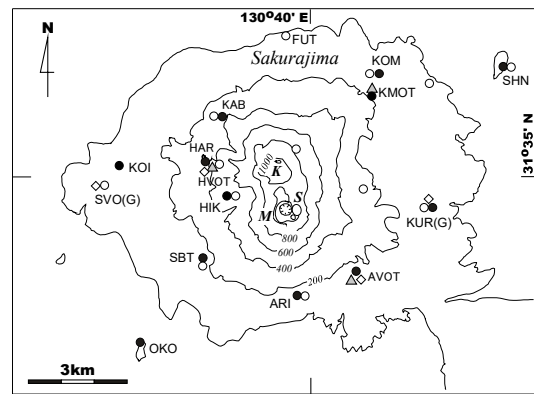 130°40' E
N
FUT
Sakurajima
KOM
SHN
KMOT
KAB
31°35' N
HAR
1000
K
KOI
HVOT
SVO(G)
HIK
S
M
KUR(G)
800
600
SBT
400
200
AVOT
ARI
OKO
3km